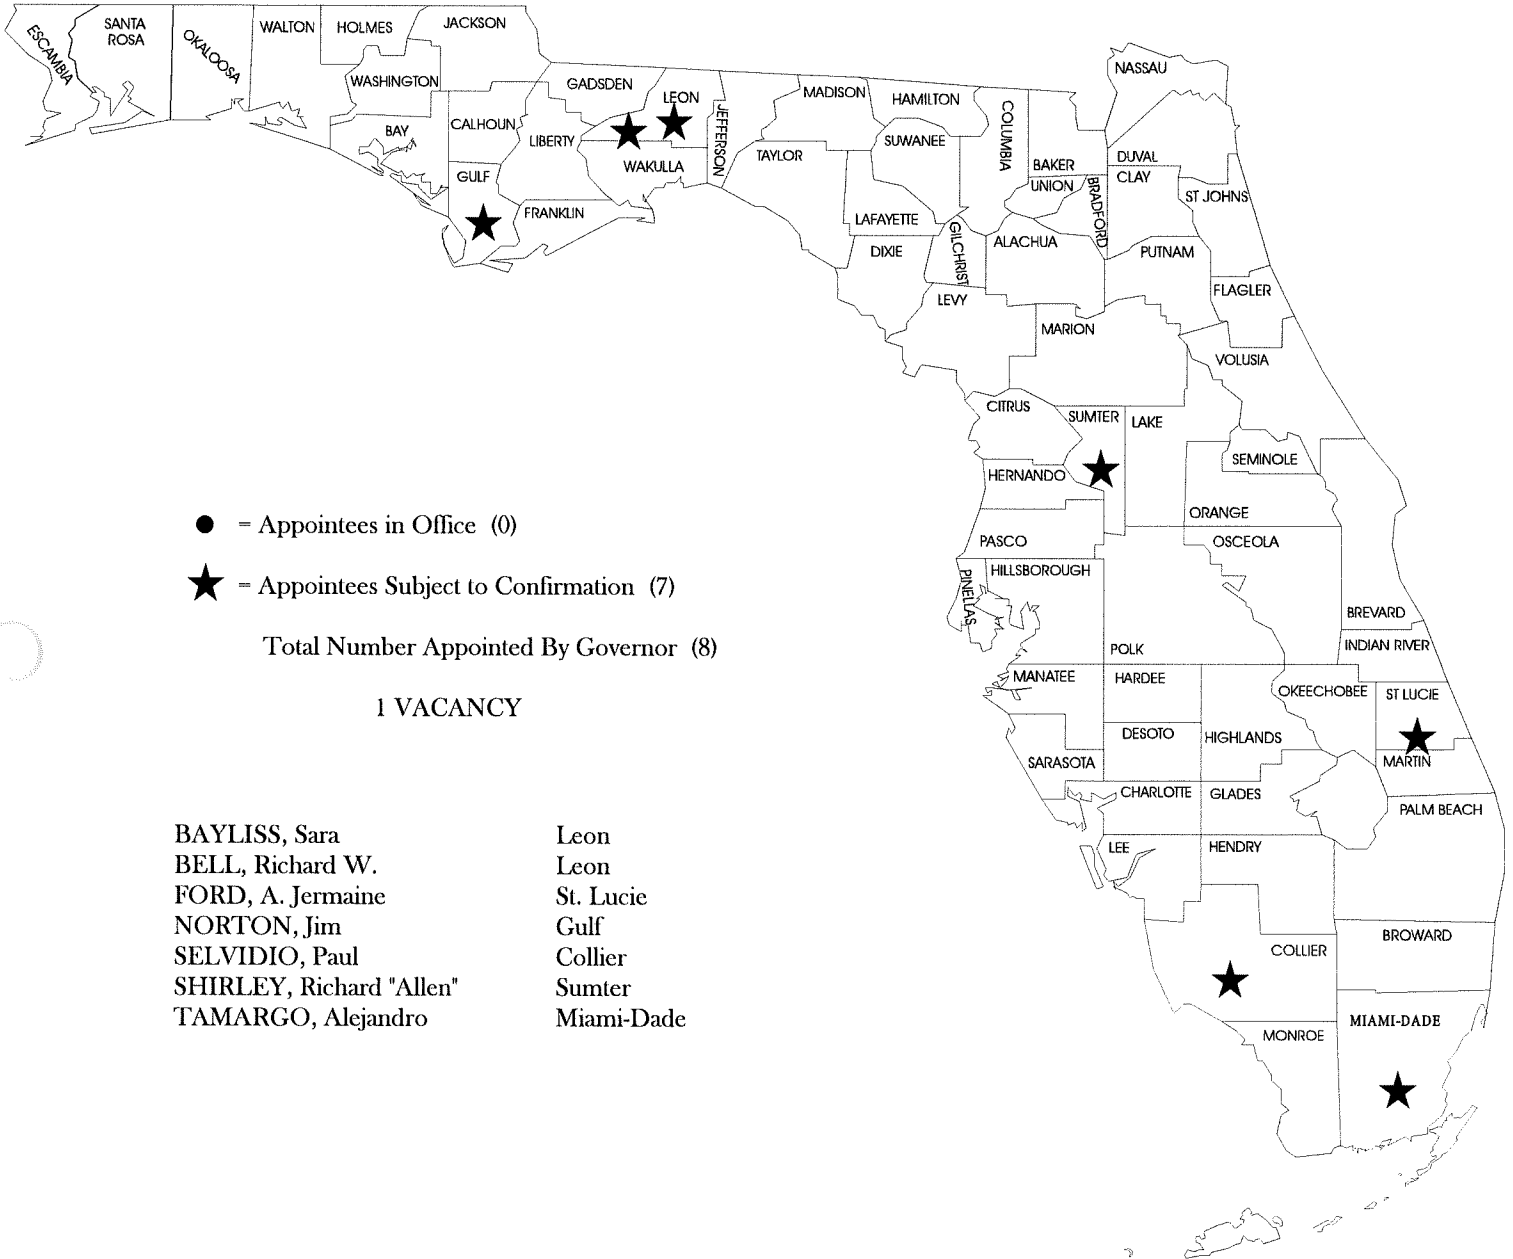 ESCAMBIA
SANTA
ROSA
OKALOOSA
WALTON
HOLMES
JACKSON
WASHINGTON
BAY
CALHOUN
GULF
GADSDEN
LIBERTY
FRANKLIN
LEON
WAKULLA
JEFFERSON
MADISON
TAYLOR
HAMILTON
SUWANEE
LAFAYETTE
DIXIE
COLUMBIA
GILCHRIST
LEVY
NASSAU
BAKER
UNION
BRADFORD
DUVAL
CLAY
ST JOHNS
ALACHUA
PUTNAM
FLAGLER
MARION
VOLUSIA
CITRUS
SUMTER
LAKE
HERNANDO
SEMINOLE
ORANGE
PASCO
OSCEOLA
HILLSBOROUGH
PINELLAS
BREVARD
POLK
INDIAN RIVER
MANATEE
HARDEE
OKEECHOBEE
ST LUCIE
DESOTO
HIGHLANDS
SARASOTA
MARTIN
CHARLOTTE
GLADES
PALM BEACH
LEE
HENDRY
BROWARD
COLLIER
MIAMI-DADE
MONROE
● = Appointees in Office (0)
★ = Appointees Subject to Confirmation (7)
Total Number Appointed By Governor (8)
1 VACANCY
BAYLISS, Sara Leon
BELL, Richard W. Leon
FORD, A. Jermaine St. Lucie
NORTON, Jim Gulf
SELVIDIO, Paul Collier
SHIRLEY, Richard "Allen" Sumter
TAMARGO, Alejandro Miami-Dade